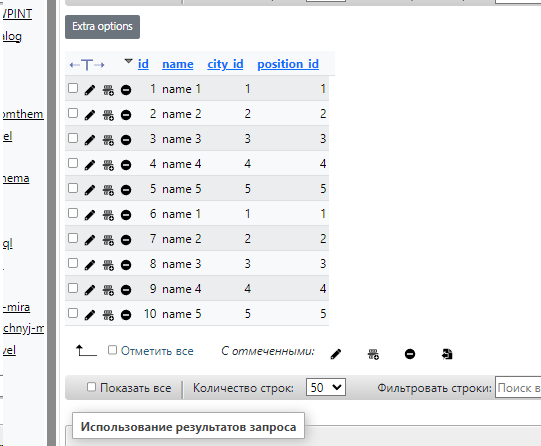 /PINT
alog
omthem
el
nema
ql
-mira
chnyj-m
vel
Extra options
id name city_id position_id
1 name 1 1 1
2 name 2 2 2
3 name 3 3 3
4 name 4 4 4
5 name 5 5 5
6 name 1 1 1
7 name 2 2 2
8 name 3 3 3
9 name 4 4 4
10 name 5 5 5
Отметить все С отмеченными:
Показать все Количество строк: 50 Фильтровать строки: Поиск в
Использование результатов запроса